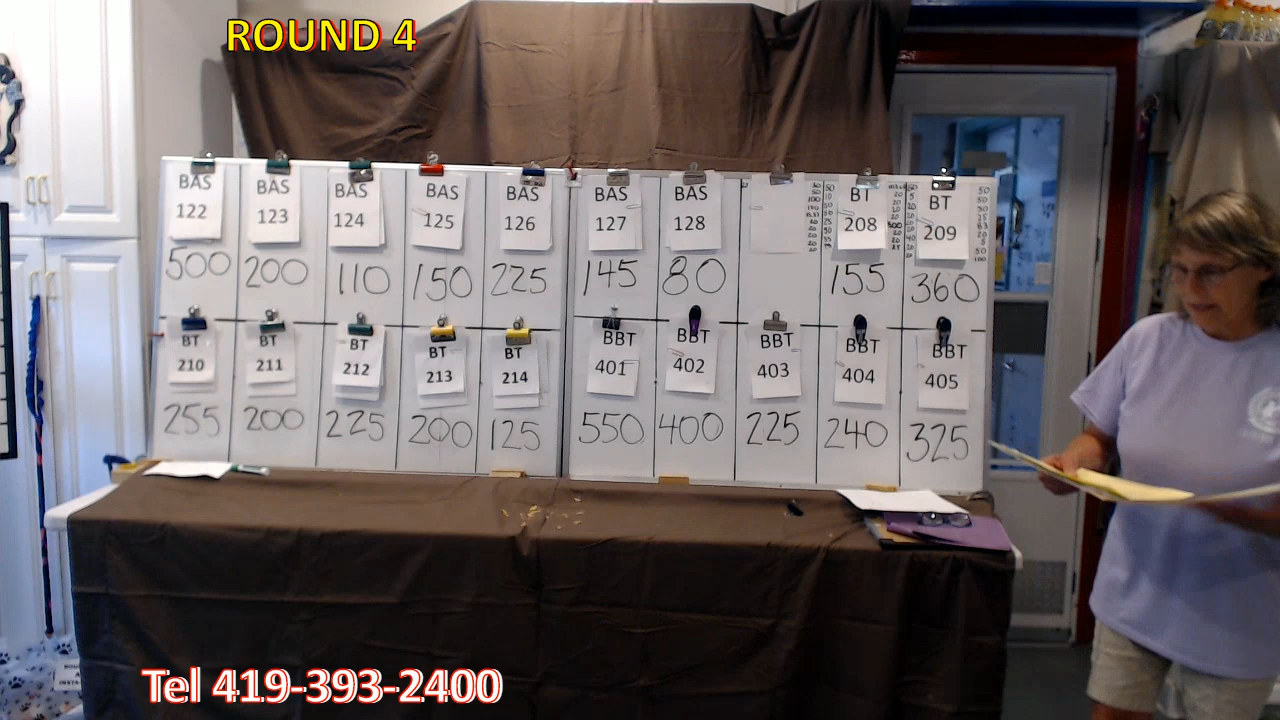 ROUND 4
BAS 122
BAS 123
BAS 124
BAS 125
BAS 126
BAS 127
BAS 128
BT 208
BT 209
500
200
110
150
225
145
80
155
360
BT 210
BT 211
BT 212
BT 213
BT 214
BBT 401
BBT 402
BBT 403
BBT 404
BBT 405
255
200
225
200
125
550
400
225
240
325
Tel 419-393-2400